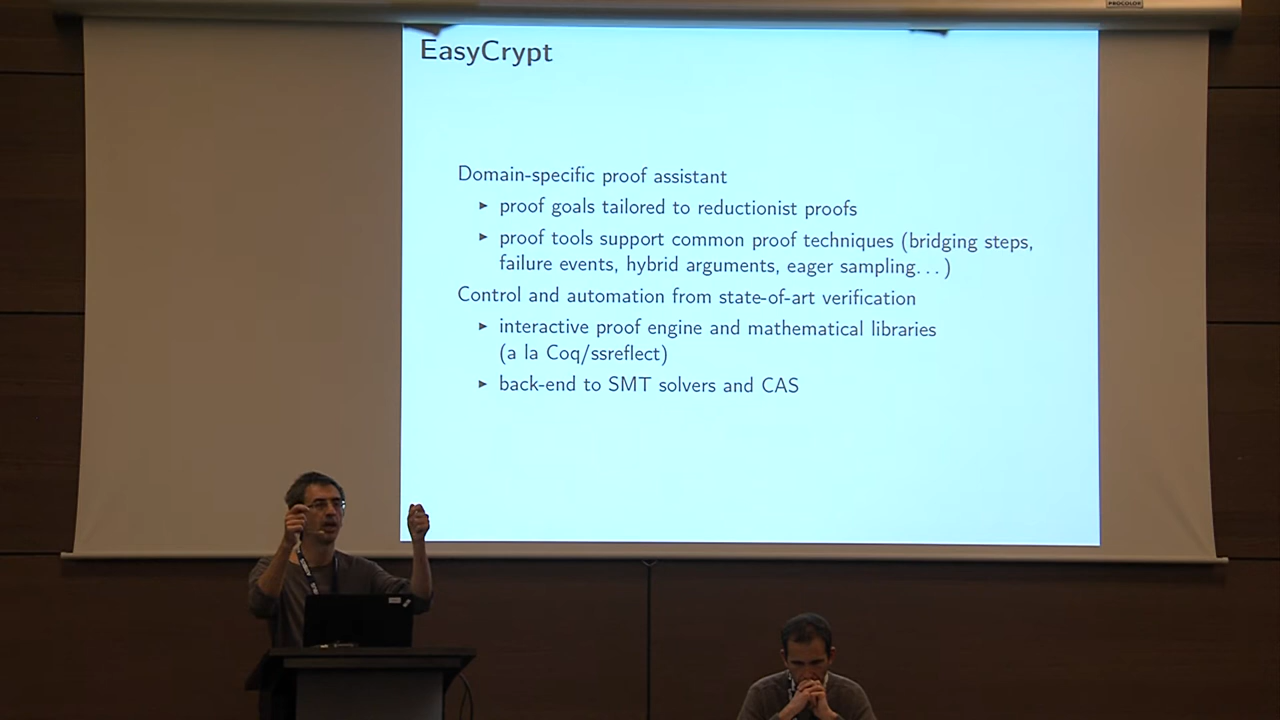 PROCOLOR
EasyCrypt
Domain-specific proof assistant
▶ proof goals tailored to reductionist proofs
▶ proof tools support common proof techniques (bridging steps,
failure events, hybrid arguments, eager sampling...)
Control and automation from state-of-art verification
▶ interactive proof engine and mathematical libraries
(a la Coq/ssreflect)
▶ back-end to SMT solvers and CAS